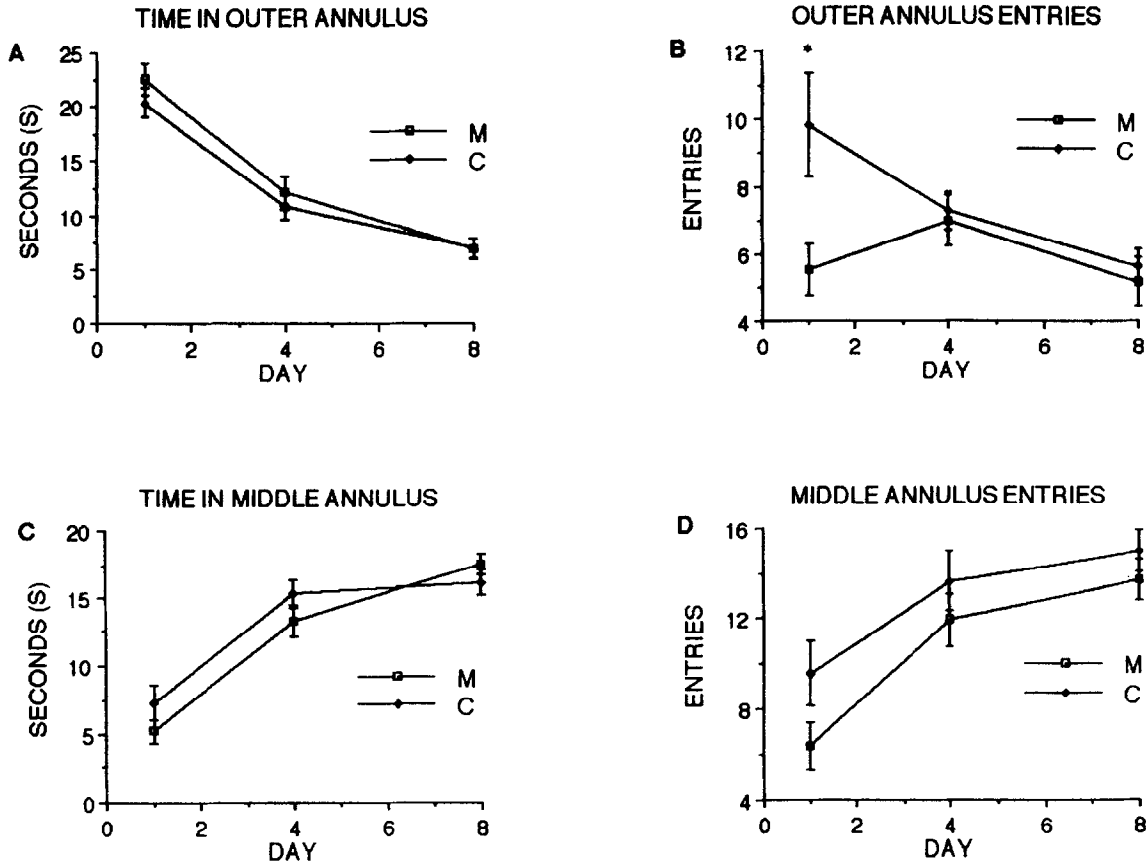 TIME IN OUTER ANNULUS
A
25
20
15
10
5
0
SECONDS (S)
M
C
0 2 4 6 8
DAY
OUTER ANNULUS ENTRIES
B
*
12
10
8
6
4
ENTRIES
M
C
0 2 4 6 8
DAY
TIME IN MIDDLE ANNULUS
C
20
15
10
5
0
SECONDS (S)
M
C
0 2 4 6 8
DAY
MIDDLE ANNULUS ENTRIES
D
16
12
8
4
ENTRIES
M
C
0 2 4 6 8
DAY